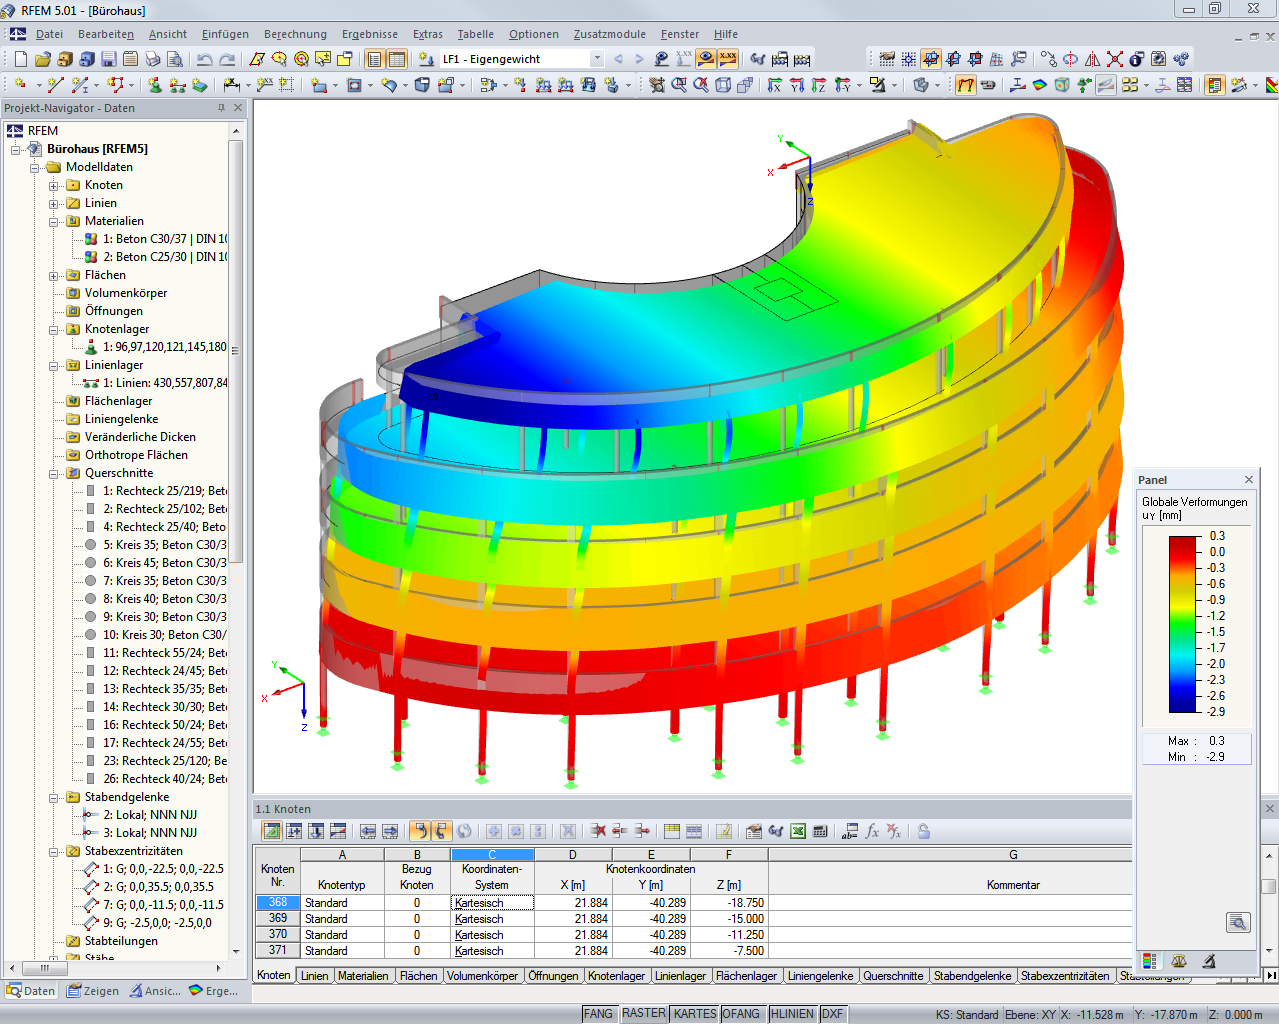 RFEM 5.01 - [Bürohaus]
Datei Bearbeiten Ansicht Einfügen Berechnung Ergebnisse Extras Tabelle Optionen Zusatzmodule Fenster Hilfe
LF1 - Eigengewicht
Projekt-Navigator - Daten
RFEM
Bürohaus [RFEM5]
Modelldaten
Knoten
Linien
Materialien
1: Beton C30/37 | DIN 10
2: Beton C25/30 | DIN 10
Flächen
Volumenkörper
Öffnungen
Knotenlager
1: 96,97,120,121,145,180
Linienlager
1: Linien: 430,557,807,84
Flächenlager
Liniengelenke
Veränderliche Dicken
Orthotrope Flächen
Querschnitte
1: Rechteck 25/219; Bet
2: Rechteck 25/102; Bet
4: Rechteck 25/40; Beto
5: Kreis 35; Beton C30/3
6: Kreis 45; Beton C30/3
7: Kreis 35; Beton C30/3
8: Kreis 40; Beton C30/3
9: Kreis 30; Beton C30/3
10: Kreis 30; Beton C30/
11: Rechteck 55/24; Bet
12: Rechteck 24/45; Bet
13: Rechteck 35/35; Bet
14: Rechteck 30/30; Bet
16: Rechteck 50/24; Bet
17: Rechteck 24/55; Bet
23: Rechteck 25/120; Be
26: Rechteck 40/24; Bet
Stabendgelenke
2: Lokal; NNN NJJ
3: Lokal; NNN NJJ
Stabexzentrizitäten
1: G; 0,0,-22.5; 0,0,-22.5
2: G; 0,0,35.5; 0,0,35.5
7: G; 0,0,-11.5; 0,0,-11.5
9: G; -2.5,0,0; -2.5,0,0
Stabteilungen
Stäbe
Daten Zeigen Ansic... Erge...
Y
X
Z
Y
X
Z
Panel
Globale Verformungen
uY [mm]
0.3
0.0
-0.3
-0.6
-0.9
-1.2
-1.5
-1.7
-2.0
-2.3
-2.6
-2.9
Max : 0.3
Min : -2.9
1.1 Knoten
A B C D E F G
Knoten Bezug Koordinaten- Knotenkoordinaten
Nr. Knotentyp Knoten System X [m] Y [m] Z [m] Kommentar
368 Standard 0 Kartesisch 21.884 -40.289 -18.750
369 Standard 0 Kartesisch 21.884 -40.289 -15.000
370 Standard 0 Kartesisch 21.884 -40.289 -11.250
371 Standard 0 Kartesisch 21.884 -40.289 -7.500
Knoten Linien Materialien Flächen Volumenkörper Öffnungen Knotenlager Linienlager Flächenlager Liniengelenke Querschnitte Stabendgelenke Stabexzentrizitäten Stabteilungen
FANG RASTER KARTES OFANG HLINIEN DXF KS: Standard Ebene: XY X: -11.528 m Y: -17.870 m Z: 0.000 m